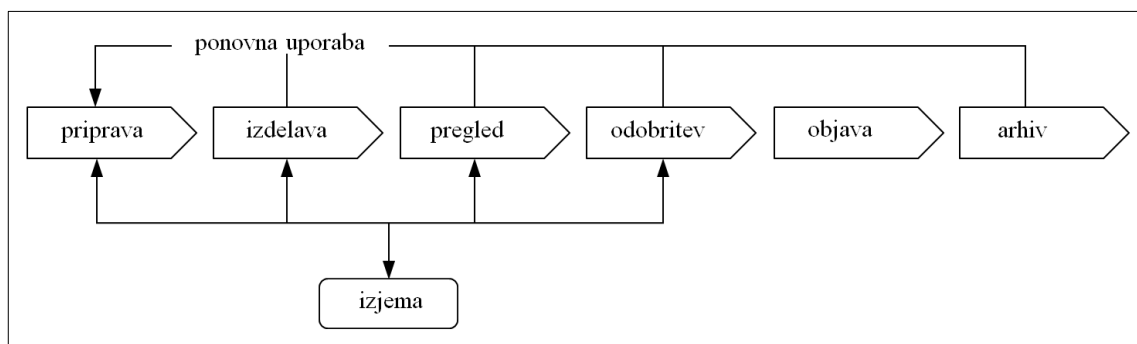 ponovna uporaba
priprava
izdelava
pregled
odobritev
objava
arhiv
izjema